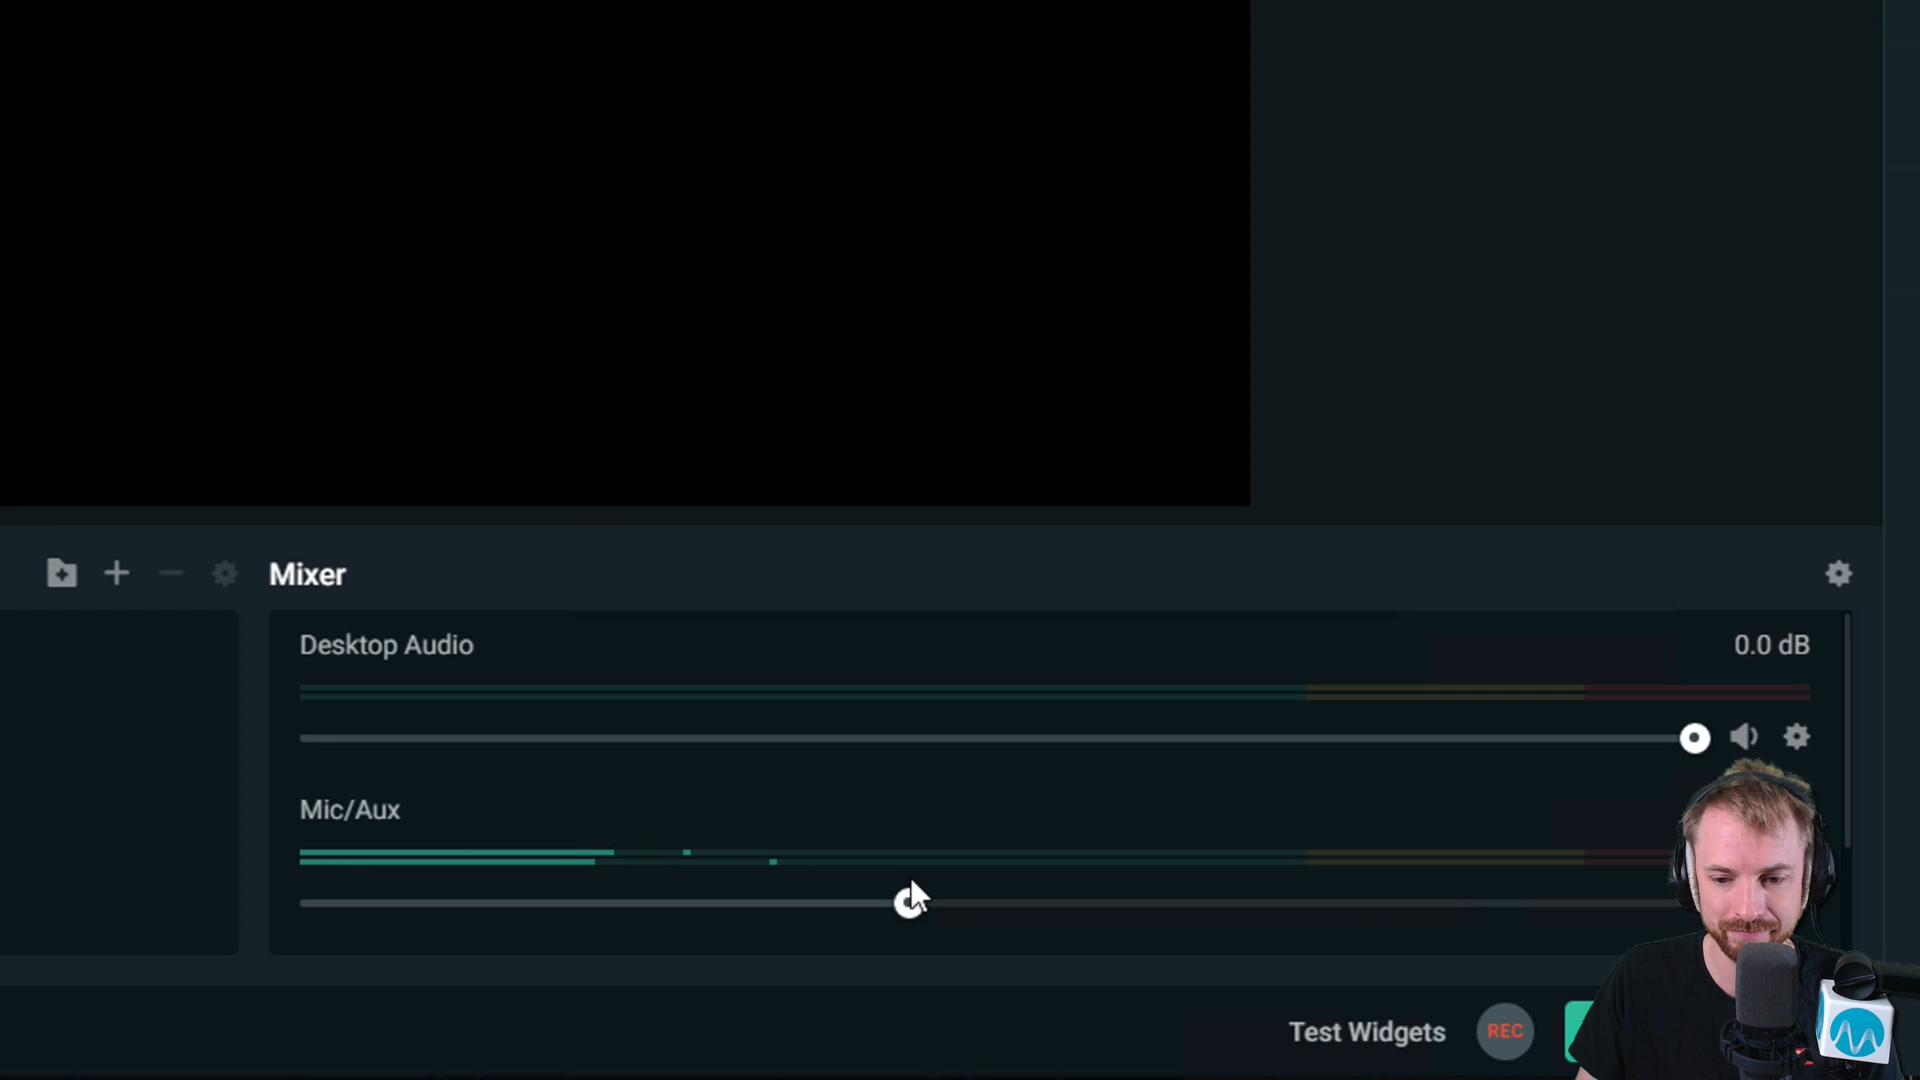 Mixer
Desktop Audio
0.0 dB
Mic/Aux
Test Widgets
REC